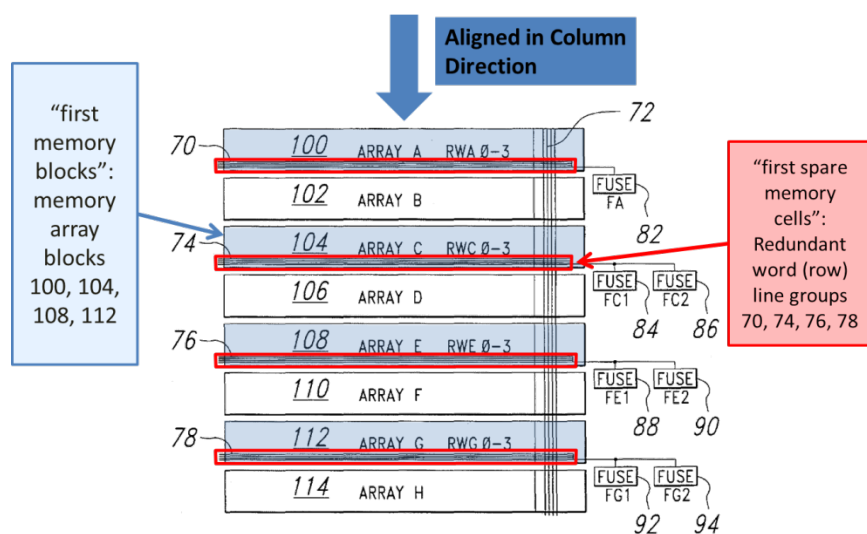 Aligned in Column
Direction
"first
memory
blocks":
memory
array
blocks
100, 104,
108, 112
72
70
100 ARRAY A RWA Ø-3
FUSE
FA
82
102 ARRAY B
74
104 ARRAY C RWC Ø-3
FUSE FUSE
FC1 FC2
84 86
106 ARRAY D
76
108 ARRAY E RWE Ø-3
FUSE FUSE
FE1 FE2
88 90
110 ARRAY F
78
112 ARRAY G RWG Ø-3
FUSE FUSE
FG1 FG2
92 94
114 ARRAY H
"first spare
memory
cells":
Redundant
word (row)
line groups
70, 74, 76, 78